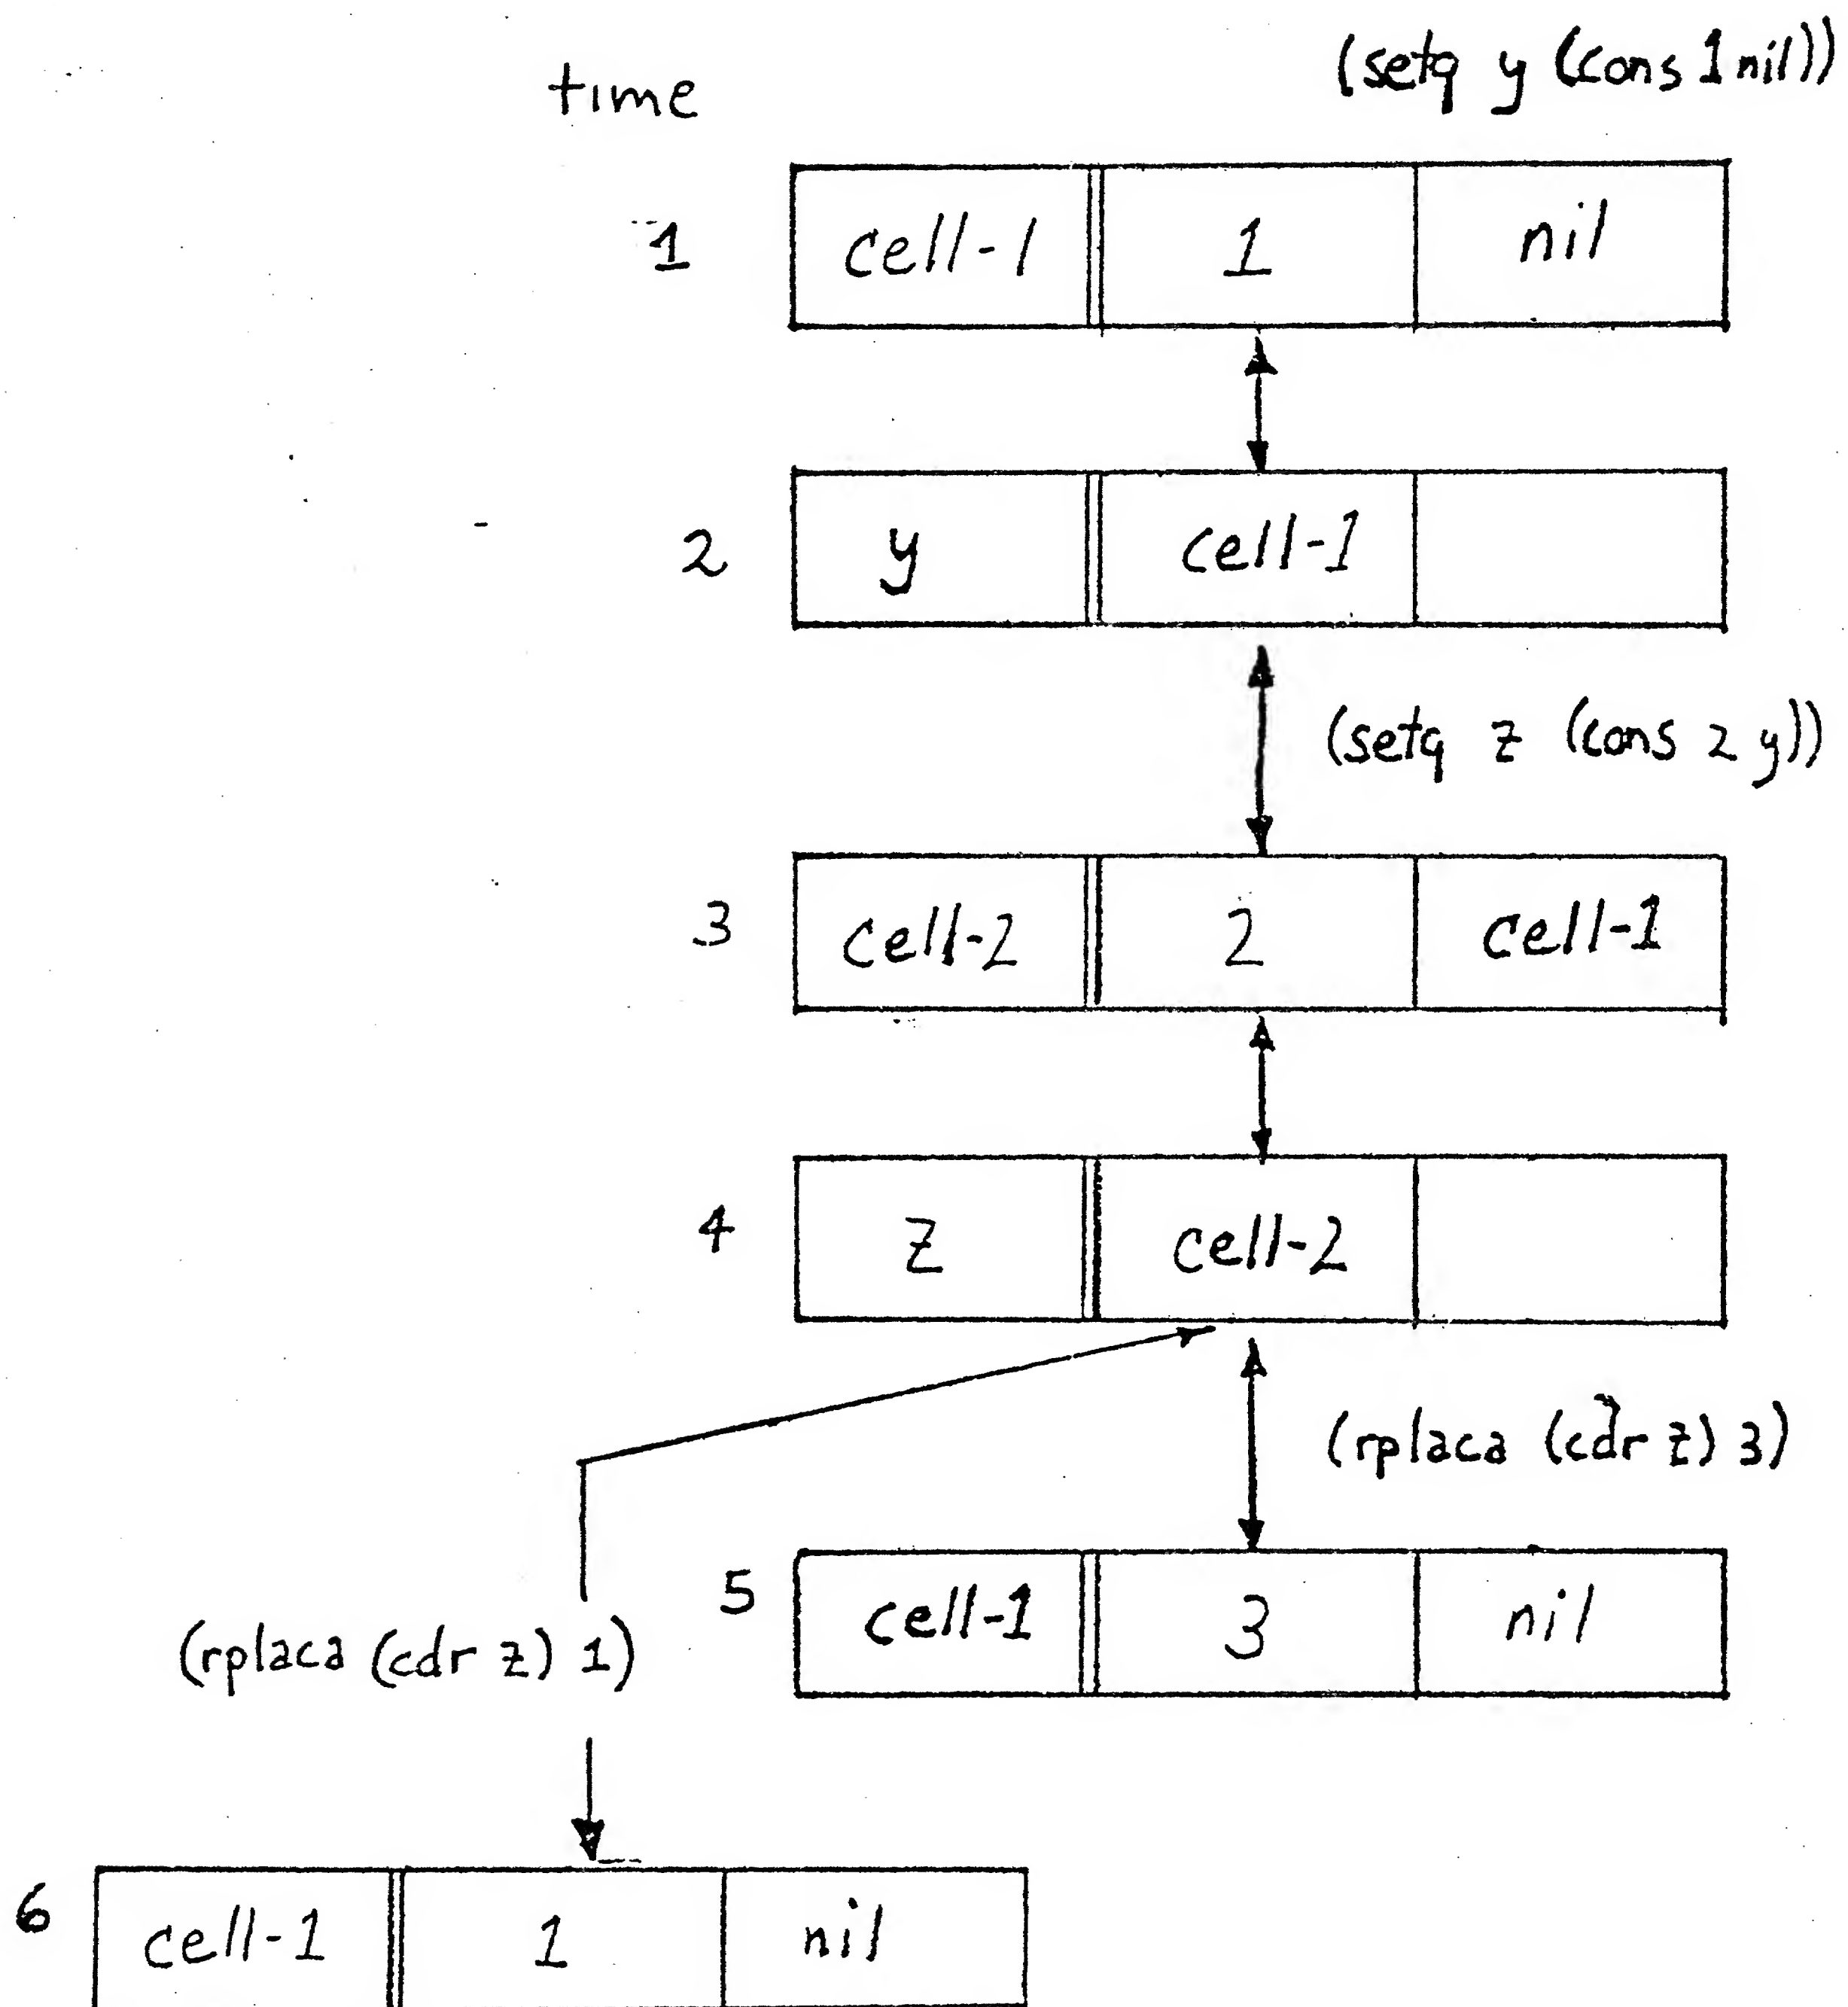 time (setq y (cons 1 nil))
1 cell-1 1 nil
2 y cell-1
(setq z (cons 2 y))
3 cell-2 2 cell-1
4 z cell-2
(rplaca (cdr z) 3)
5 cell-1 3 nil
(rplaca (cdr z) 1)
6 cell-1 1 nil